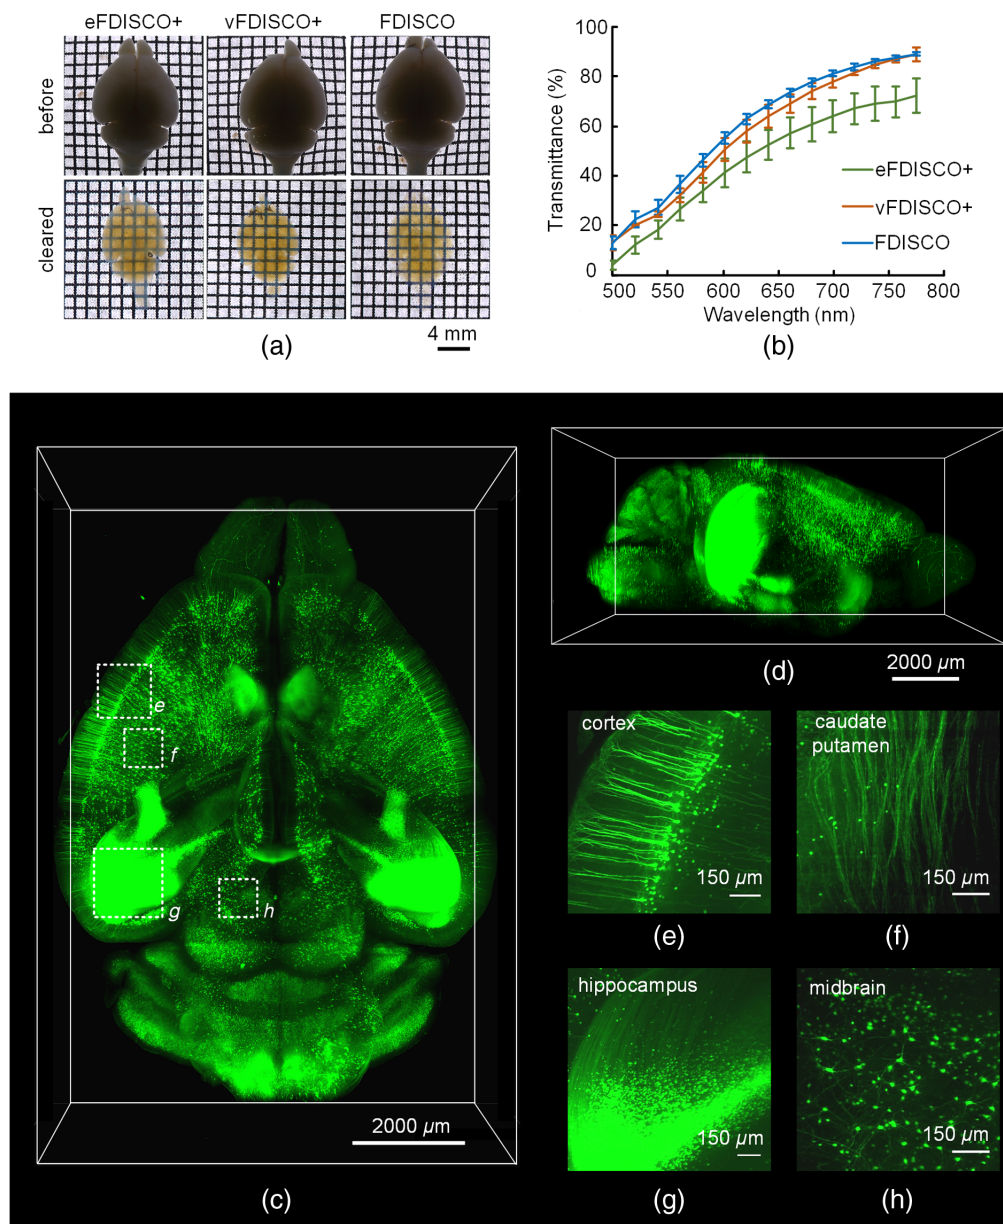 eFDISCO+ vFDISCO+ FDISCO
before
cleared
4 mm
(a)
Transmittance (%)
100
80
60
40
20
0
500 550 600 650 700 750 800
Wavelength (nm)
eFDISCO+
vFDISCO+
FDISCO
(b)
e
f
g
h
2000 µm
(c)
2000 µm
(d)
cortex
150 µm
(e)
caudate
putamen
150 µm
(f)
hippocampus
150 µm
(g)
midbrain
150 µm
(h)